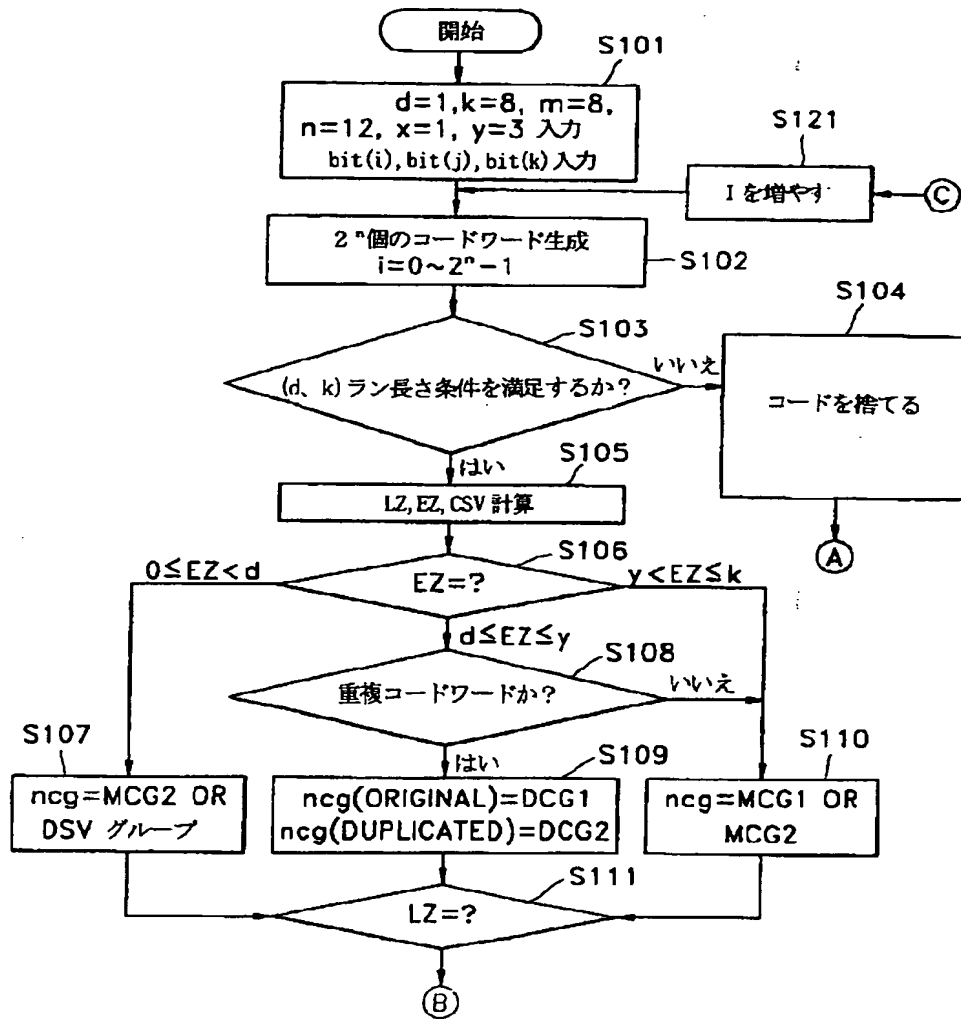 開始
S101
d=1,k=8, m=8,
n=12, x=1, y=3 入力
bit(i),bit(j),bit(k)入力
S121
Iを増やす
C
2ⁿ個のコードワード生成
i=0~2ⁿ-1
S102
S103
(d、k)ラン長さ条件を満足するか?
いいえ
S104
コードを捨てる
A
はい
S105
LZ,EZ,CSV計算
S106
EZ=?
0≦EZ<d
y<EZ≦k
d≦EZ≦y
S108
重複コードワードか?
いいえ
はい
S107
ncg=MCG2 OR
DSV グループ
S109
ncg(ORIGINAL)=DCG1
ncg(DUPLICATED)=DCG2
S110
ncg=MCG1 OR
MCG2
S111
LZ=?
B